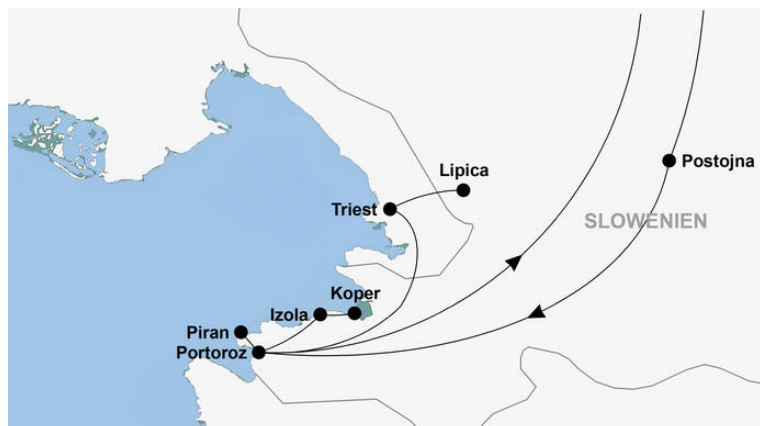 Postojna
Lipica
Triest
SLOWENIEN
Koper
Izola
Piran
Portoroz